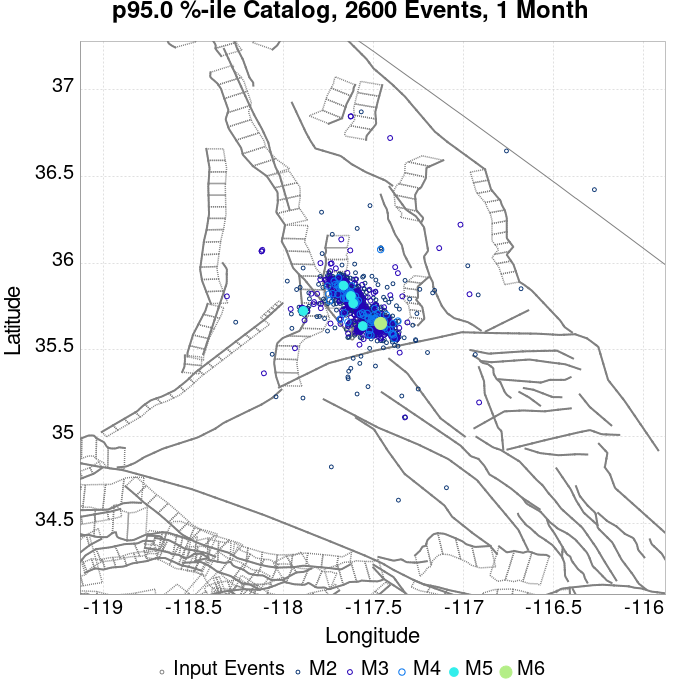 p95.0 %-ile Catalog, 2600 Events, 1 Month
37
36.5
36
35.5
35
34.5
Latitude
-119
-118.5
-118
-117.5
-117
-116.5
-116
Longitude
Input Events
M2
M3
M4
M5
M6